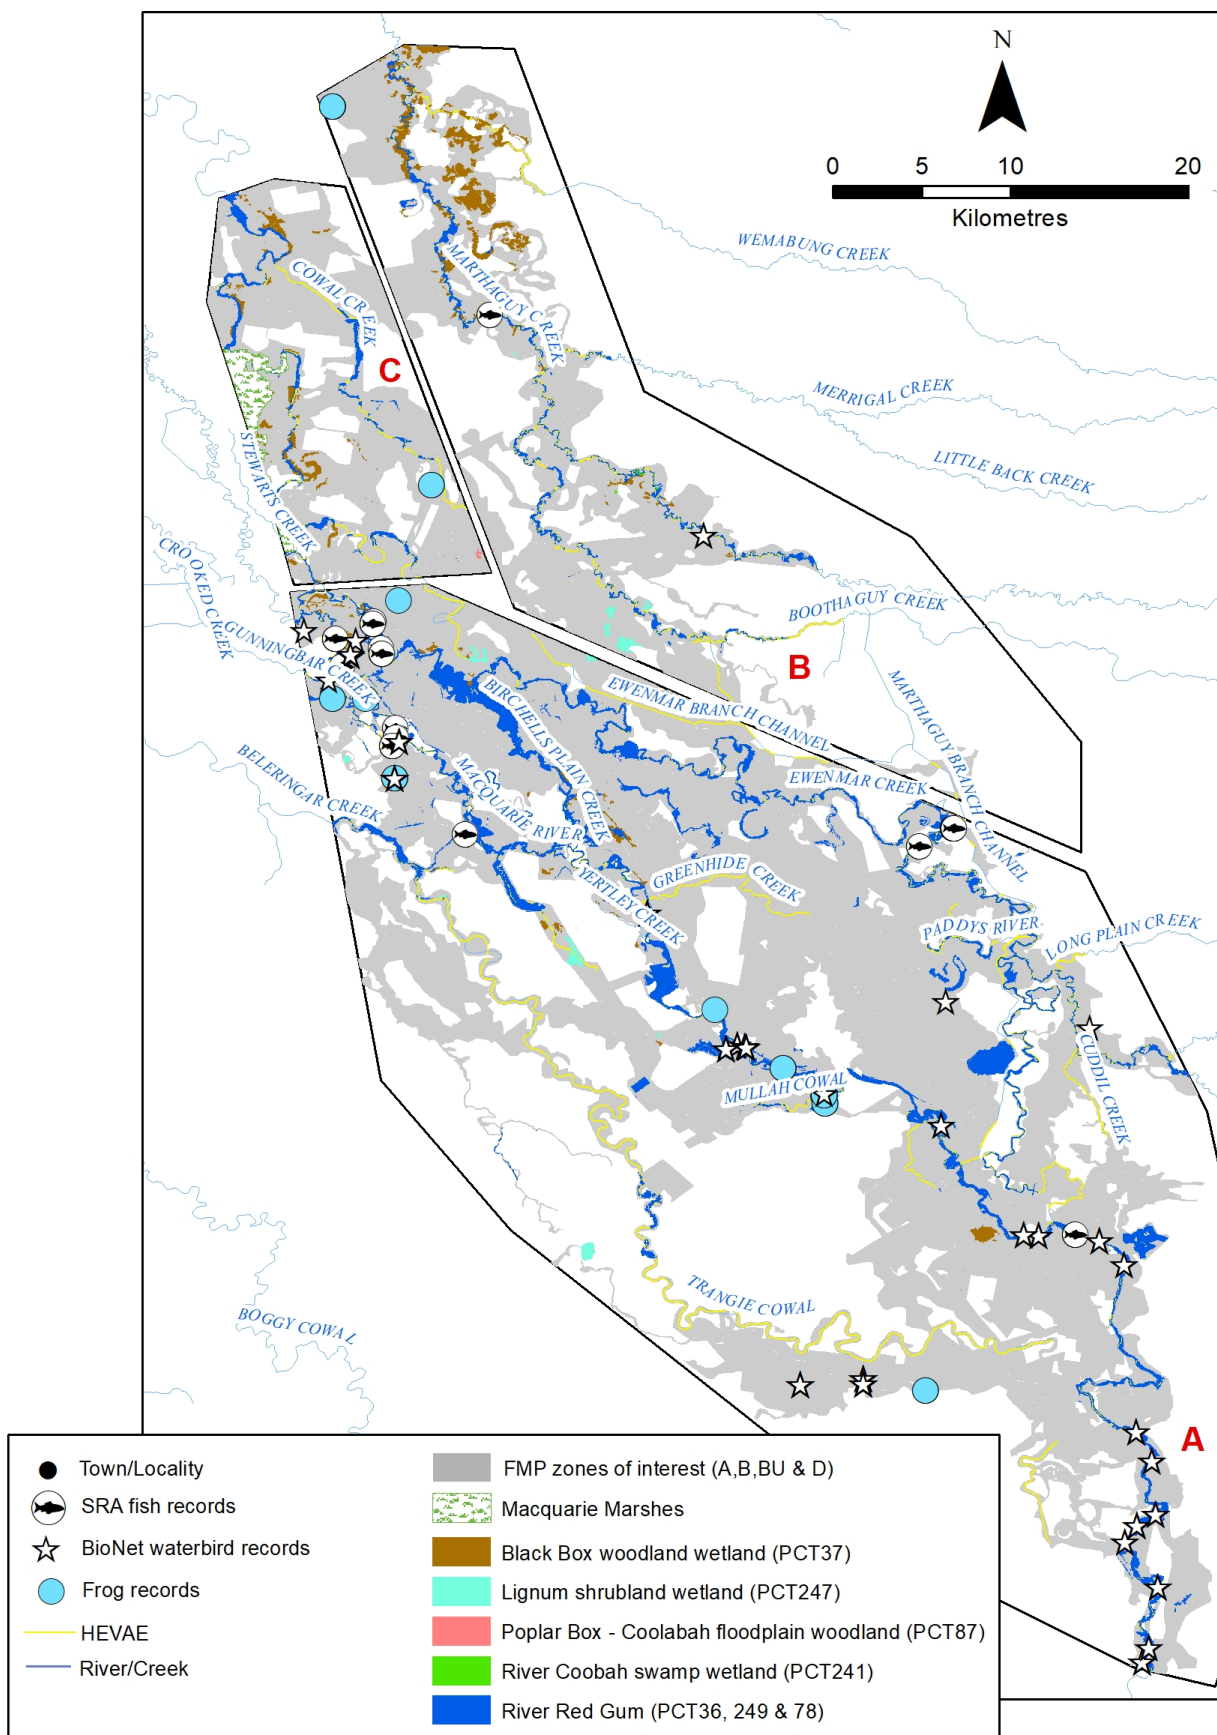 N
0 5 10 20
Kilometres
WEMABUNG CREEK
COWAL CREEK
MARTHAGUY CREEK
C
MERRIGAL CREEK
LITTLE BACK CREEK
STEWARTS CREEK
CROOKED CREEK
GUNNINGBAR CREEK
BOOTHAGUY CREEK
B
EWENMAR BRANCH CHANNEL
MARTHAGUY BRANCH CHANNEL
BIRCHELLS PLAIN CREEK
BELERINGAR CREEK
MACQUARIE RIVER
EWENMAR CREEK
GREENHIDE CREEK
YERTLEY CREEK
PADDYS RIVER
LONG PLAIN CREEK
CUDDIL CREEK
MULLAH COWAL
TRANGIE COWAL
BOGGY COWAL
A
Town/Locality
SRA fish records
BioNet waterbird records
Frog records
HEVAE
River/Creek
FMP zones of interest (A,B,BU & D)
Macquarie Marshes
Black Box woodland wetland (PCT37)
Lignum shrubland wetland (PCT247)
Poplar Box - Coolabah floodplain woodland (PCT87)
River Coobah swamp wetland (PCT241)
River Red Gum (PCT36, 249 & 78)